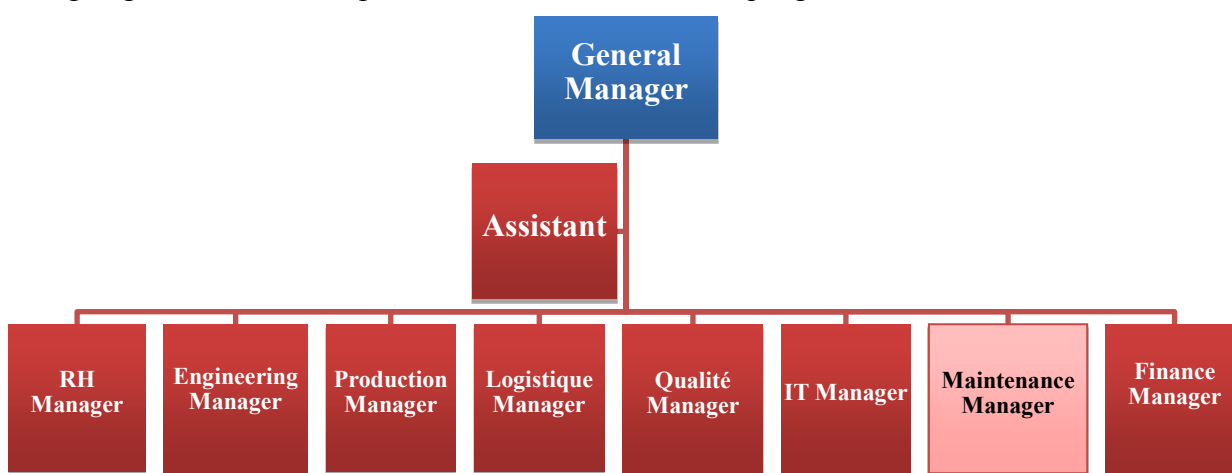 General
Manager
Assistant
RH
Manager
Engineering
Manager
Production
Manager
Logistique
Manager
Qualité
Manager
IT Manager
Maintenance
Manager
Finance
Manager